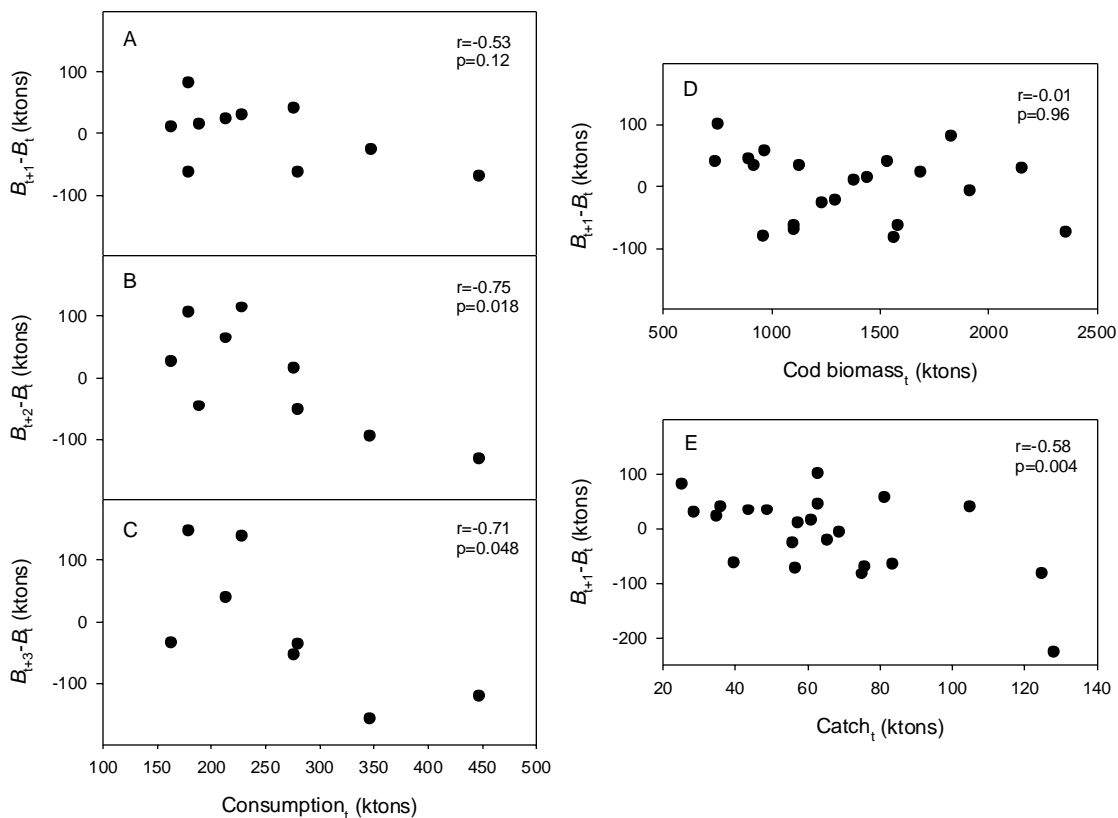 A
r=-0.53
p=0.12
100
0
-100
Bt+1-Bt (ktons)
B
r=-0.75
p=0.018
100
0
-100
Bt+2-Bt (ktons)
C
r=-0.71
p=0.048
100
0
-100
Bt+3-Bt (ktons)
100 150 200 250 300 350 400 450 500
Consumptiont (ktons)
D
r=-0.01
p=0.96
100
0
-100
Bt+1-Bt (ktons)
500 1000 1500 2000 2500
Cod biomasst (ktons)
E
r=-0.58
p=0.004
100
0
-100
-200
Bt+1-Bt (ktons)
20 40 60 80 100 120 140
Catcht (ktons)